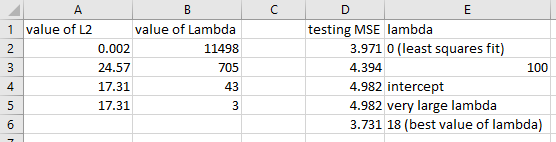 A B C D E
1 value of L2 value of Lambda testing MSE lambda
2 0.002 11498 3.971 0 (least squares fit)
3 24.57 705 4.394 100
4 17.31 43 4.982 intercept
5 17.31 3 4.982 very large lambda
6 3.731 18 (best value of lambda)